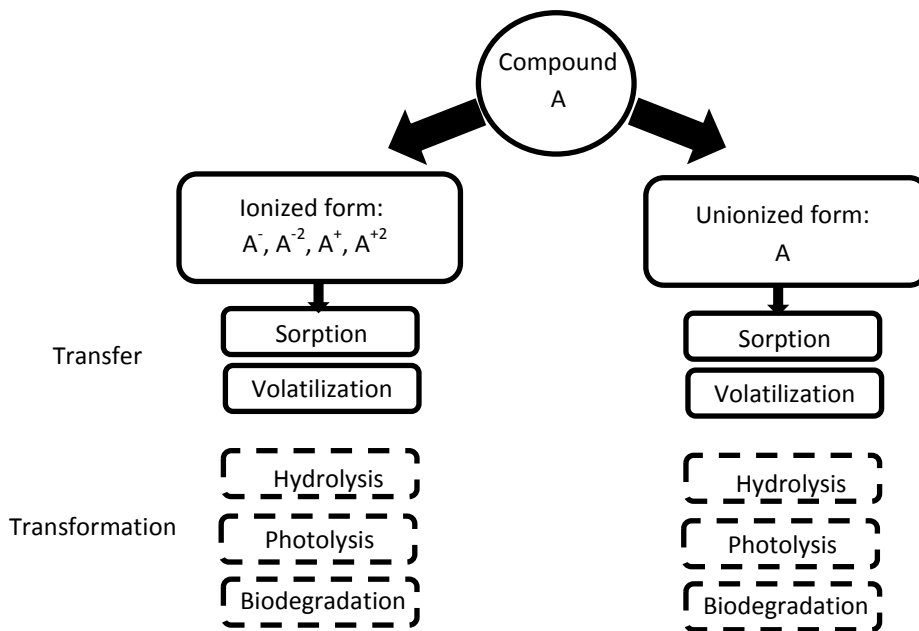 Compound
A
Ionized form:
A⁻, A⁻², A⁺, A⁺²
Unionized form:
A
Transfer
Sorption
Volatilization
Sorption
Volatilization
Transformation
Hydrolysis
Photolysis
Biodegradation
Hydrolysis
Photolysis
Biodegradation